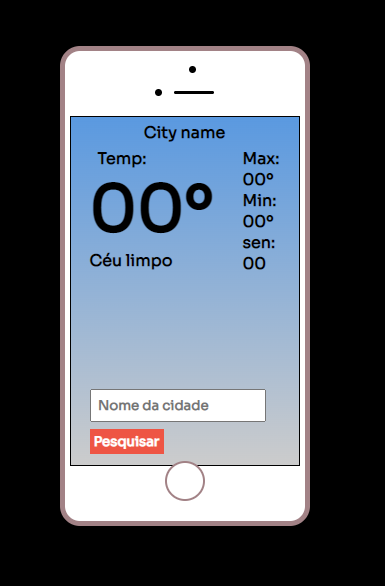 City name
Temp:
00º
Céu limpo
Max:
00º
Min:
00º
sen:
00
Nome da cidade
Pesquisar